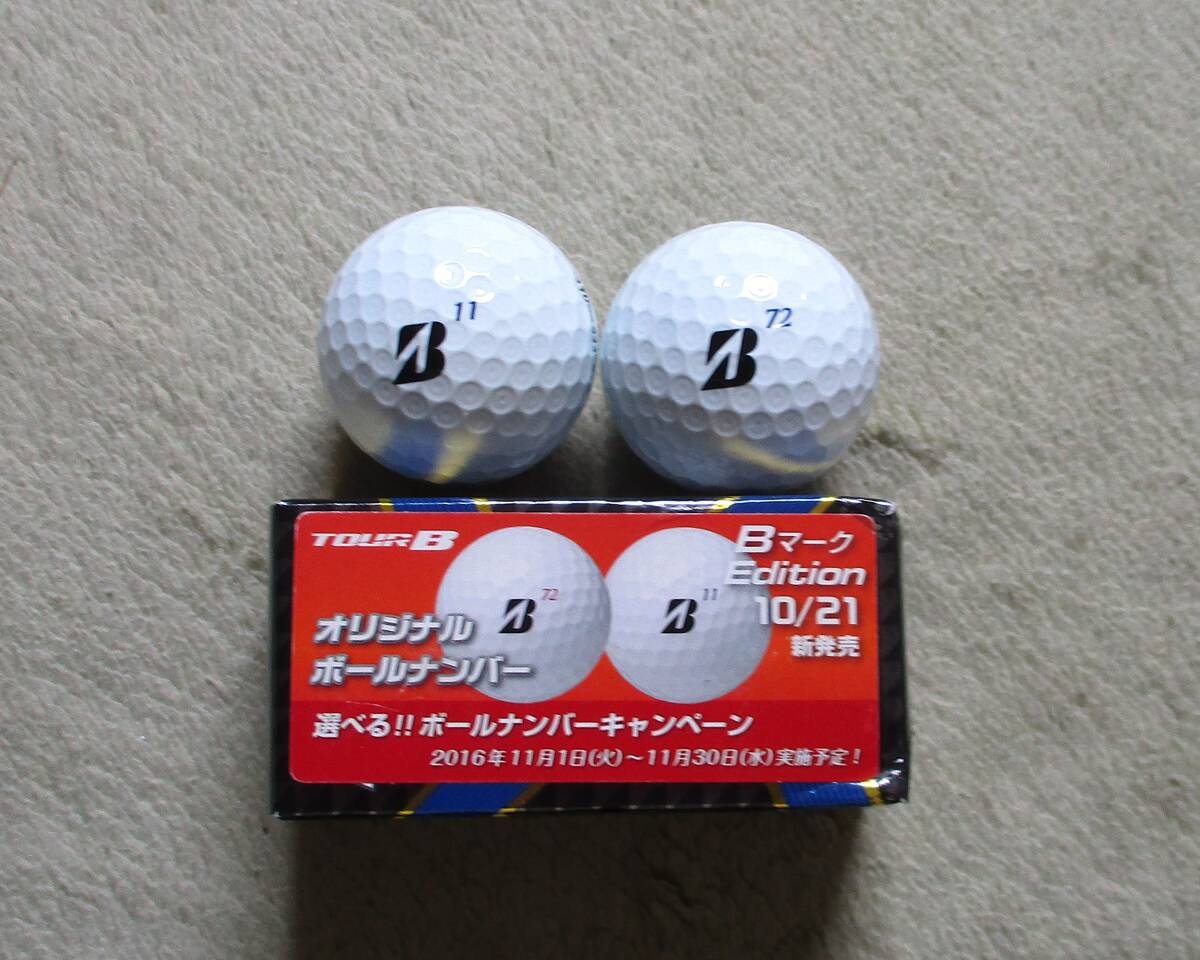 11
B
72
B
TOUR B
Bマーク
Edition
10/21
新発売
72
B
11
B
オリジナル
ボールナンバー
選べる!!ボールナンバーキャンペーン
2016年11月1日(火)~11月30日(水)実施予定!